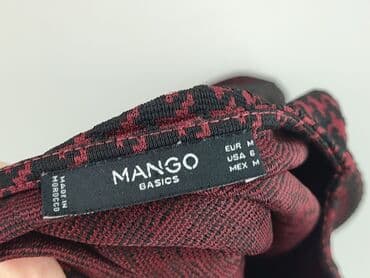 MADE IN
MOROCCO
MANGO
BASICS
EUR M
USA 6
MEX M